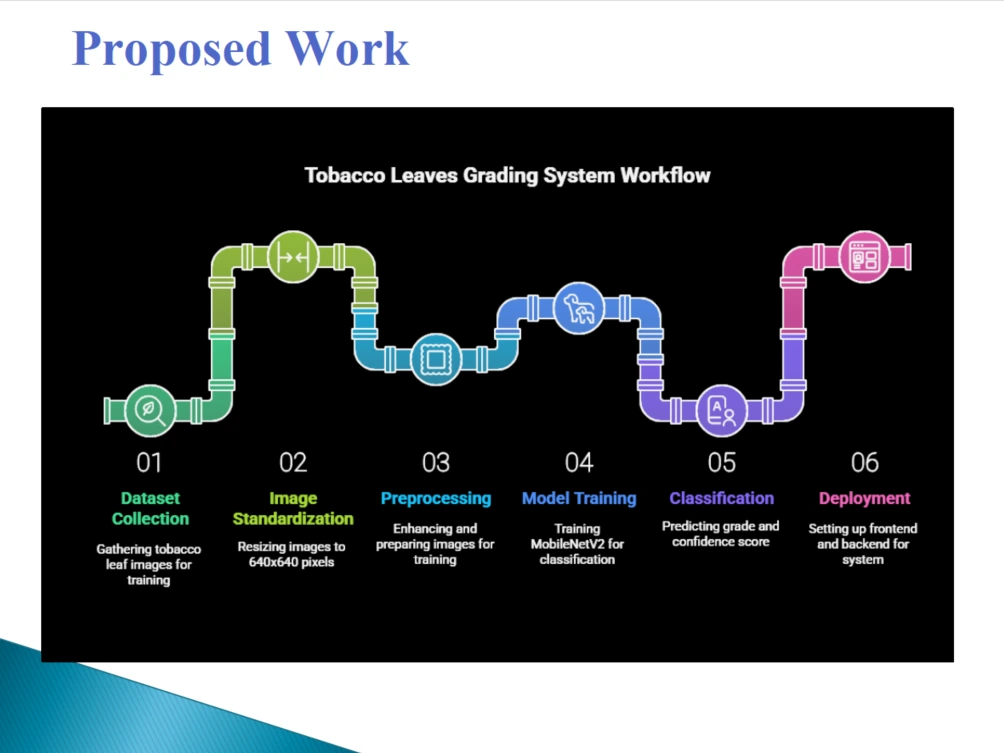 Proposed Work
Tobacco Leaves Grading System Workflow
A
01
Dataset
Collection
Gathering tobacco
leaf images for
training
02
Image
Standardization
Resizing images to
640x640 pixels
03
Preprocessing
Enhancing and
preparing images for
training
04
Model Training
Training
MobileNetV2 for
classification
05
Classification
Predicting grade and
confidence score
06
Deployment
Setting up frontend
and backend for
system